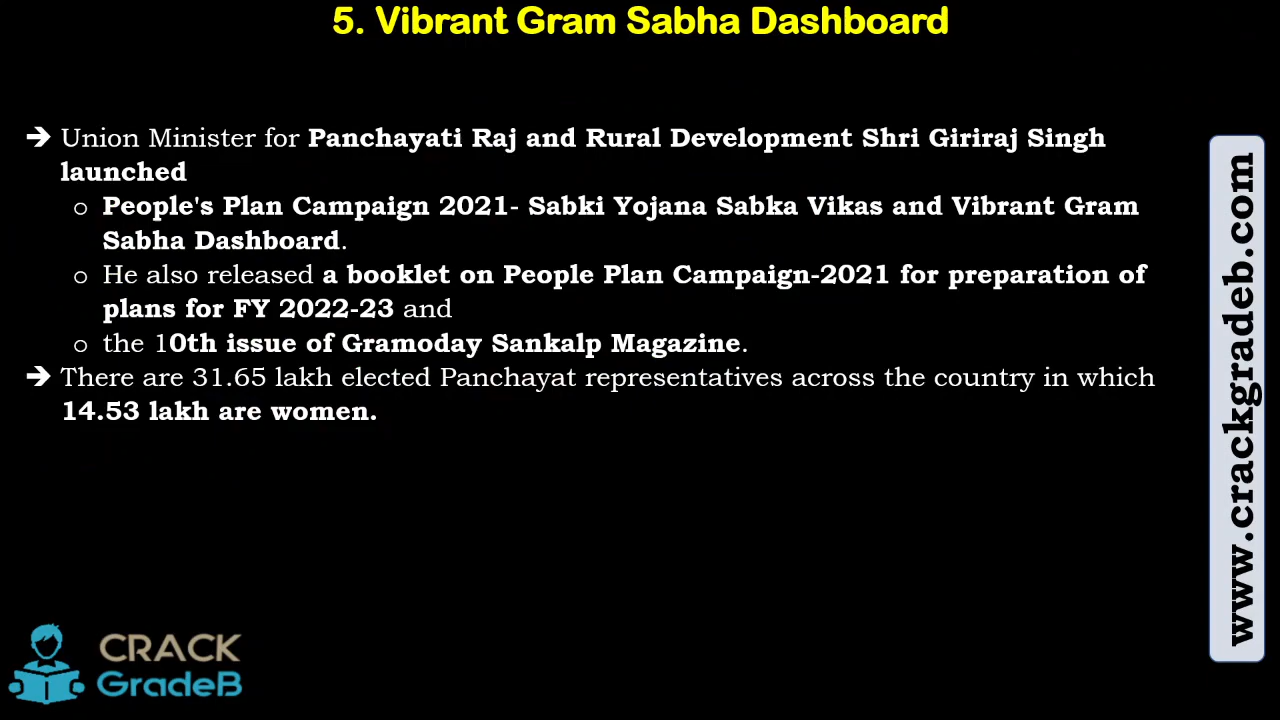 5. Vibrant Gram Sabha Dashboard
➔ Union Minister for Panchayati Raj and Rural Development Shri Giriraj Singh
launched
o People's Plan Campaign 2021- Sabki Yojana Sabka Vikas and Vibrant Gram
Sabha Dashboard.
o He also released a booklet on People Plan Campaign-2021 for preparation of
plans for FY 2022-23 and
o the 10th issue of Gramoday Sankalp Magazine.
➔ There are 31.65 lakh elected Panchayat representatives across the country in which
14.53 lakh are women.
www.crackgradeb.com
CRACK
GradeB